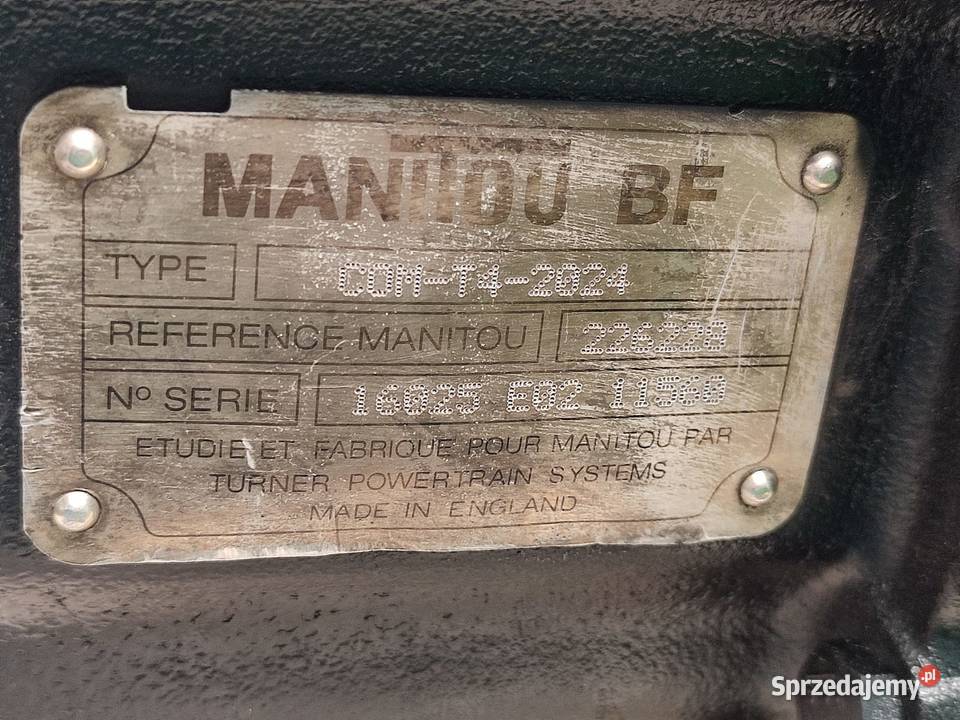 MANITOU BF
TYPE COM-T4-2024
REFERENCE MANITOU 226220
Nº SERIE 16025 E02 11560
ETUDIE ET FABRIQUE POUR MANITOU PAR
TURNER POWERTRAIN SYSTEMS
MADE IN ENGLAND
Sprzedajemy.pl